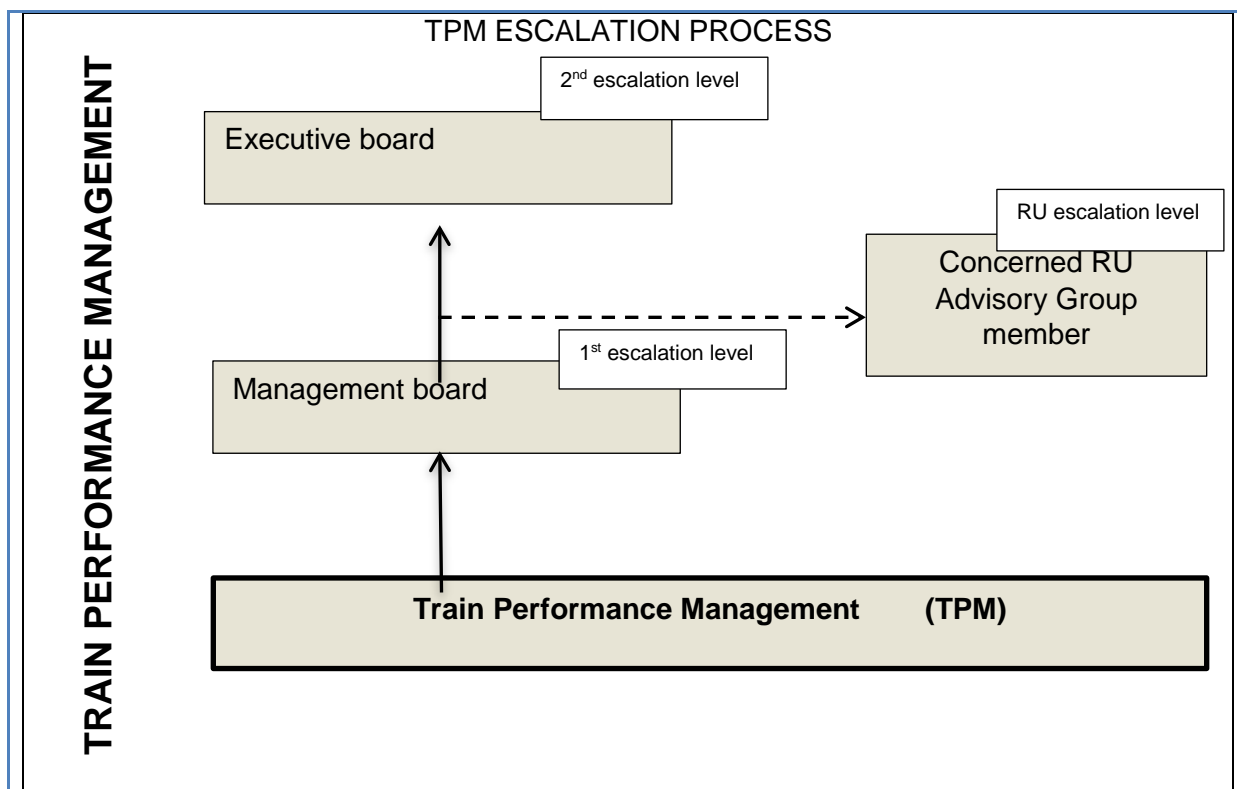 TPM ESCALATION PROCESS
TRAIN PERFORMANCE MANAGEMENT
2nd escalation level
Executive board
RU escalation level
Concerned RU
Advisory Group
member
1st escalation level
Management board
Train Performance Management (TPM)